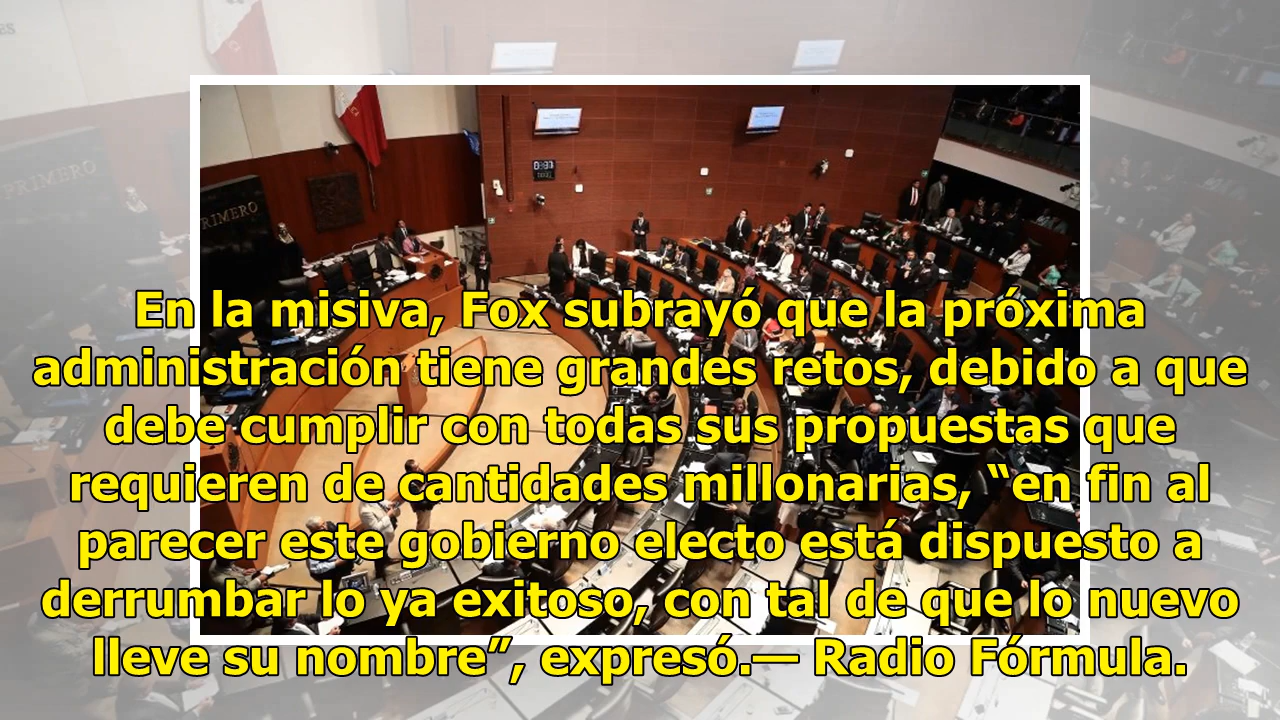 PRIMERO
PRIMERO
En la misiva, Fox subrayó que la próxima
administración tiene grandes retos, debido a que
debe cumplir con todas sus propuestas que
requieren de cantidades millonarias, “en fin al
parecer este gobierno electo está dispuesto a
derrumbar lo ya exitoso, con tal de que lo nuevo
lleve su nombre”, expresó.— Radio Fórmula.